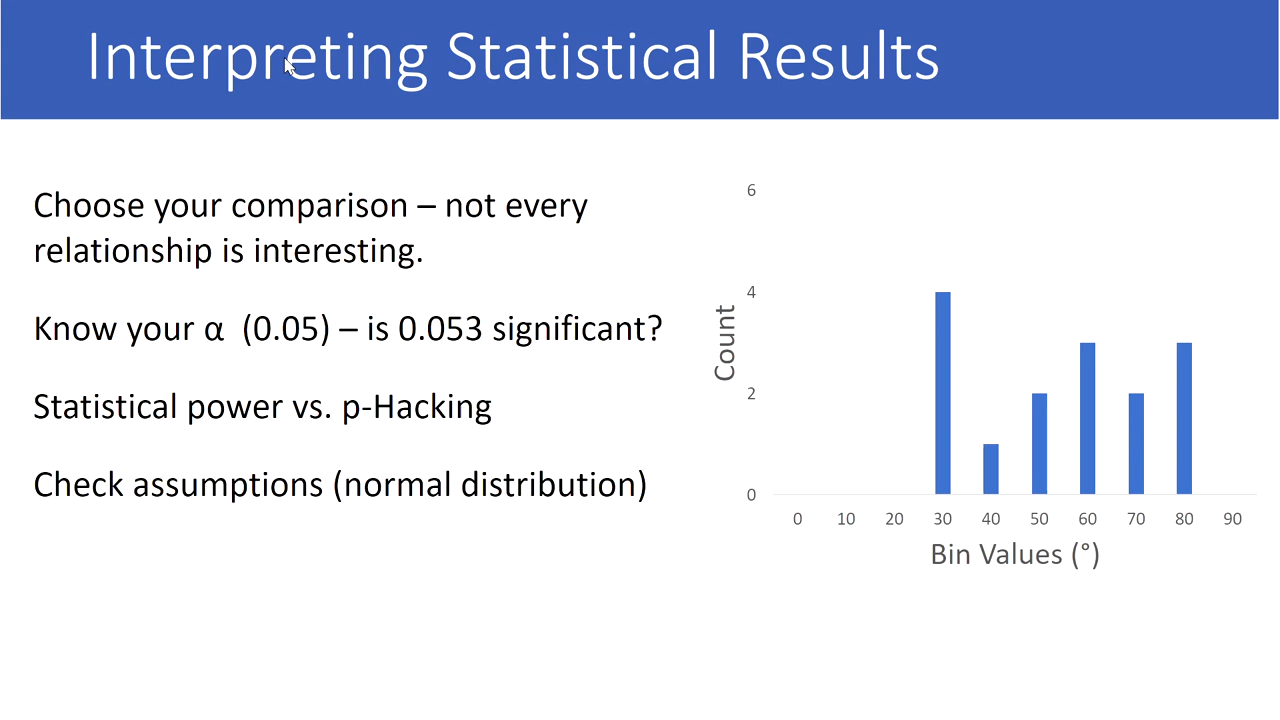 Interpreting Statistical Results
Choose your comparison – not every
relationship is interesting.
Know your α  (0.05) – is 0.053 significant?
Statistical power vs. p-Hacking
Check assumptions (normal distribution)
6
4
2
0
Count
0 10 20 30 40 50 60 70 80 90
Bin Values (°)